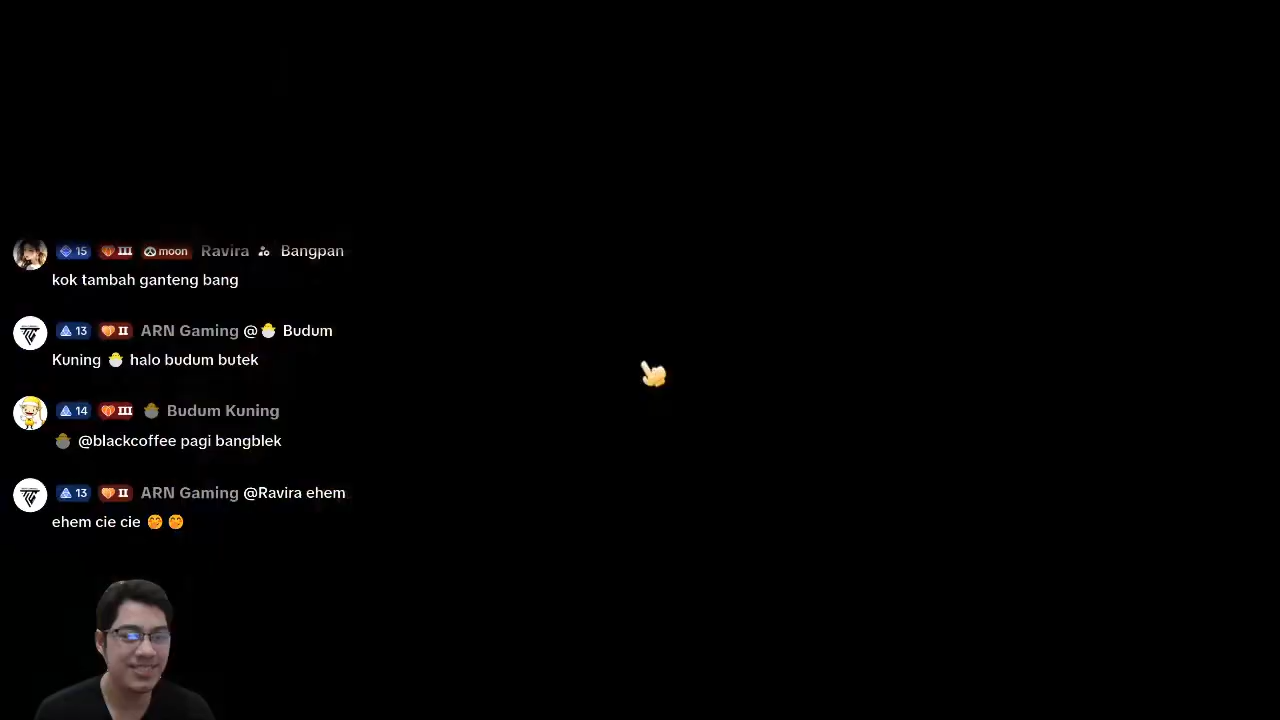 15 III moon Ravira Bangpan
kok tambah ganteng bang
13 II ARN Gaming @🐣 Budum
Kuning 🐣 halo budum butek
14 III Budum Kuning
@blackcoffee pagi bangblek
13 II ARN Gaming @Ravira ehem
ehem cie cie 🤭 🤭